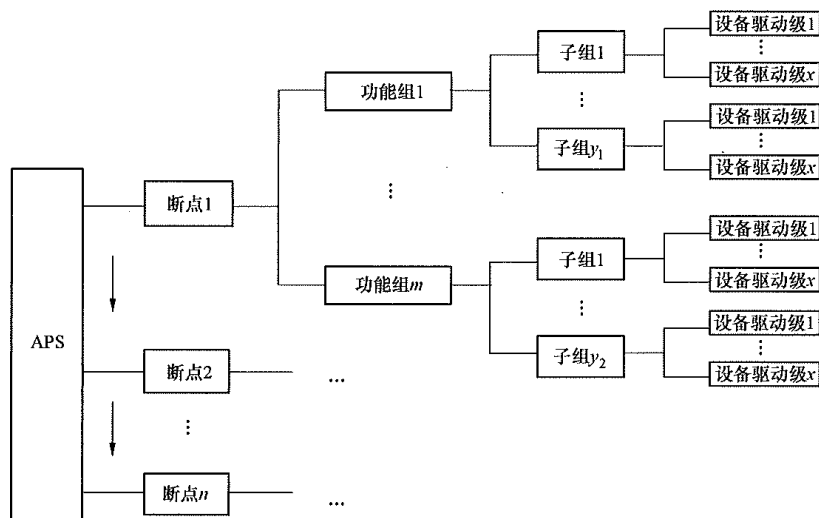 设备驱动级1
子组1
⋮
功能组1
设备驱动级x
⋮
设备驱动级1
子组y₁
⋮
设备驱动级x
断点1
⋮
设备驱动级1
子组1
⋮
功能组m
设备驱动级x
⋮
设备驱动级1
APS
子组y₂
⋮
断点2
...
设备驱动级x
⋮
断点n
...